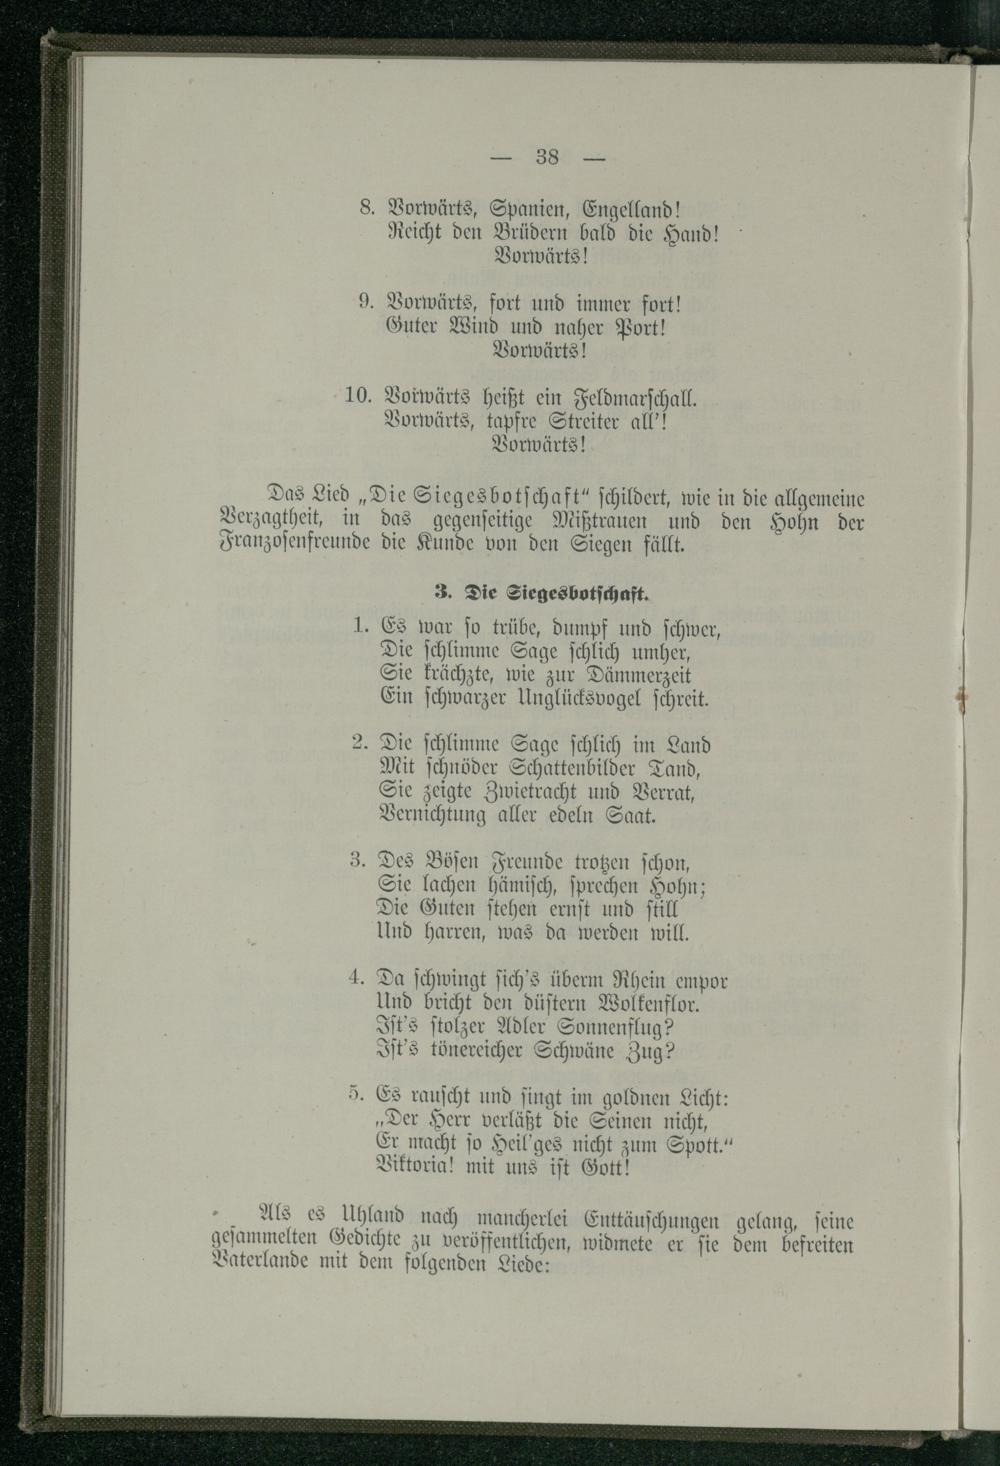 — 38 —
8. Vorwärts, Spanien, Engelland!
Reicht den Brüdern bald die Hand!
Vorwärts!
9. Vorwärts, fort und immer fort!
Guter Wind und naher Port!
Vorwärts!
10. Vorwärts heißt ein Feldmarschall.
Vorwärts, tapfre Streiter all'!
Vorwärts!
Das Lied „Die Siegesbotschaft“ schildert, wie in die allgemeine
Verzagtheit, in das gegenseitige Mißtrauen und den Hohn der
Franzosenfreunde die Kunde von den Siegen fällt.
3. Die Siegesbotschaft.
1. Es war so trübe, dumpf und schwer,
Die schlimme Sage schlich umher,
Sie krächzte, wie zur Dämmerzeit
Ein schwarzer Unglücksvogel schreit.
2. Die schlimme Sage schlich im Land
Mit schnöder Schattenbilder Tand,
Sie zeigte Zwietracht und Verrat,
Vernichtung aller edeln Saat.
3. Des Bösen Freunde trotzen schon,
Sie lachen hämisch, sprechen Hohn;
Die Guten stehen ernst und still
Und harren, was da werden will.
4. Da schwingt sich's überm Rhein empor
Und bricht den düstern Wolkenflor.
Ist's stolzer Adler Sonnenflug?
Ist's tönereicher Schwäne Zug?
5. Es rauscht und singt im goldnen Licht:
„Der Herr verläßt die Seinen nicht,
Er macht so Heil'ges nicht zum Spott.“
Viktoria! mit uns ist Gott!
Als es Uhland nach mancherlei Enttäuschungen gelang, seine
gesammelten Gedichte zu veröffentlichen, widmete er sie dem befreiten
Vaterlande mit dem folgenden Liede: